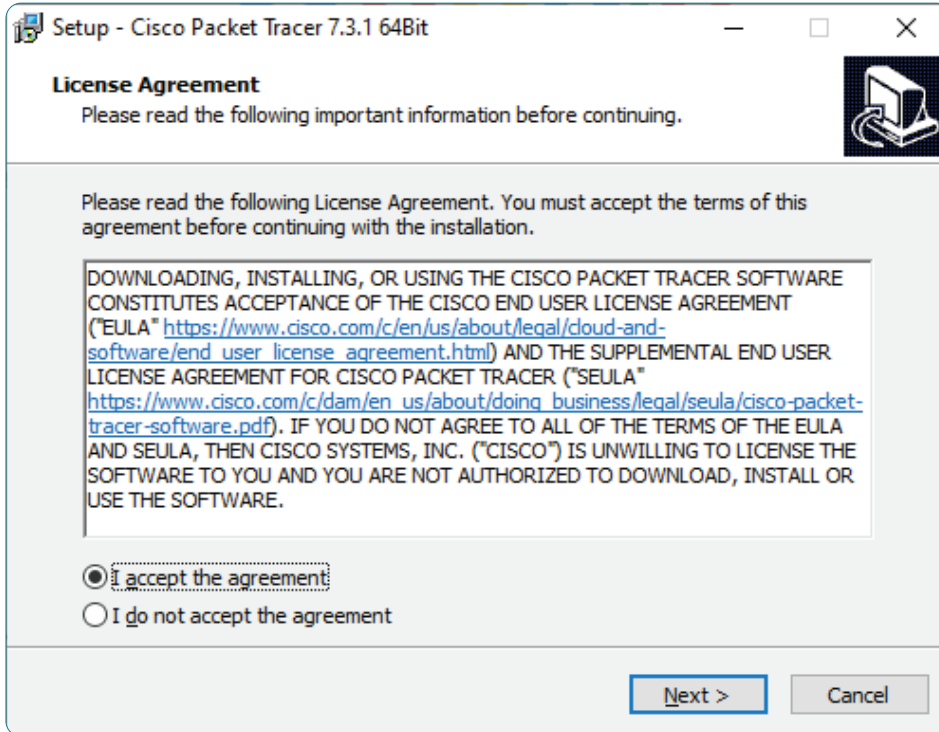 Setup - Cisco Packet Tracer 7.3.1 64Bit
License Agreement
Please read the following important information before continuing.
Please read the following License Agreement. You must accept the terms of this
agreement before continuing with the installation.
DOWNLOADING, INSTALLING, OR USING THE CISCO PACKET TRACER SOFTWARE
CONSTITUTES ACCEPTANCE OF THE CISCO END USER LICENSE AGREEMENT
("EULA" https://www.cisco.com/c/en/us/about/legal/cloud-and-
software/end_user_license_agreement.html) AND THE SUPPLEMENTAL END USER
LICENSE AGREEMENT FOR CISCO PACKET TRACER ("SEULA"
https://www.cisco.com/c/dam/en_us/about/doing_business/legal/seula/cisco-packet-
tracer-software.pdf). IF YOU DO NOT AGREE TO ALL OF THE TERMS OF THE EULA
AND SEULA, THEN CISCO SYSTEMS, INC. ("CISCO") IS UNWILLING TO LICENSE THE
SOFTWARE TO YOU AND YOU ARE NOT AUTHORIZED TO DOWNLOAD, INSTALL OR
USE THE SOFTWARE.
I accept the agreement
I do not accept the agreement
Next >
Cancel